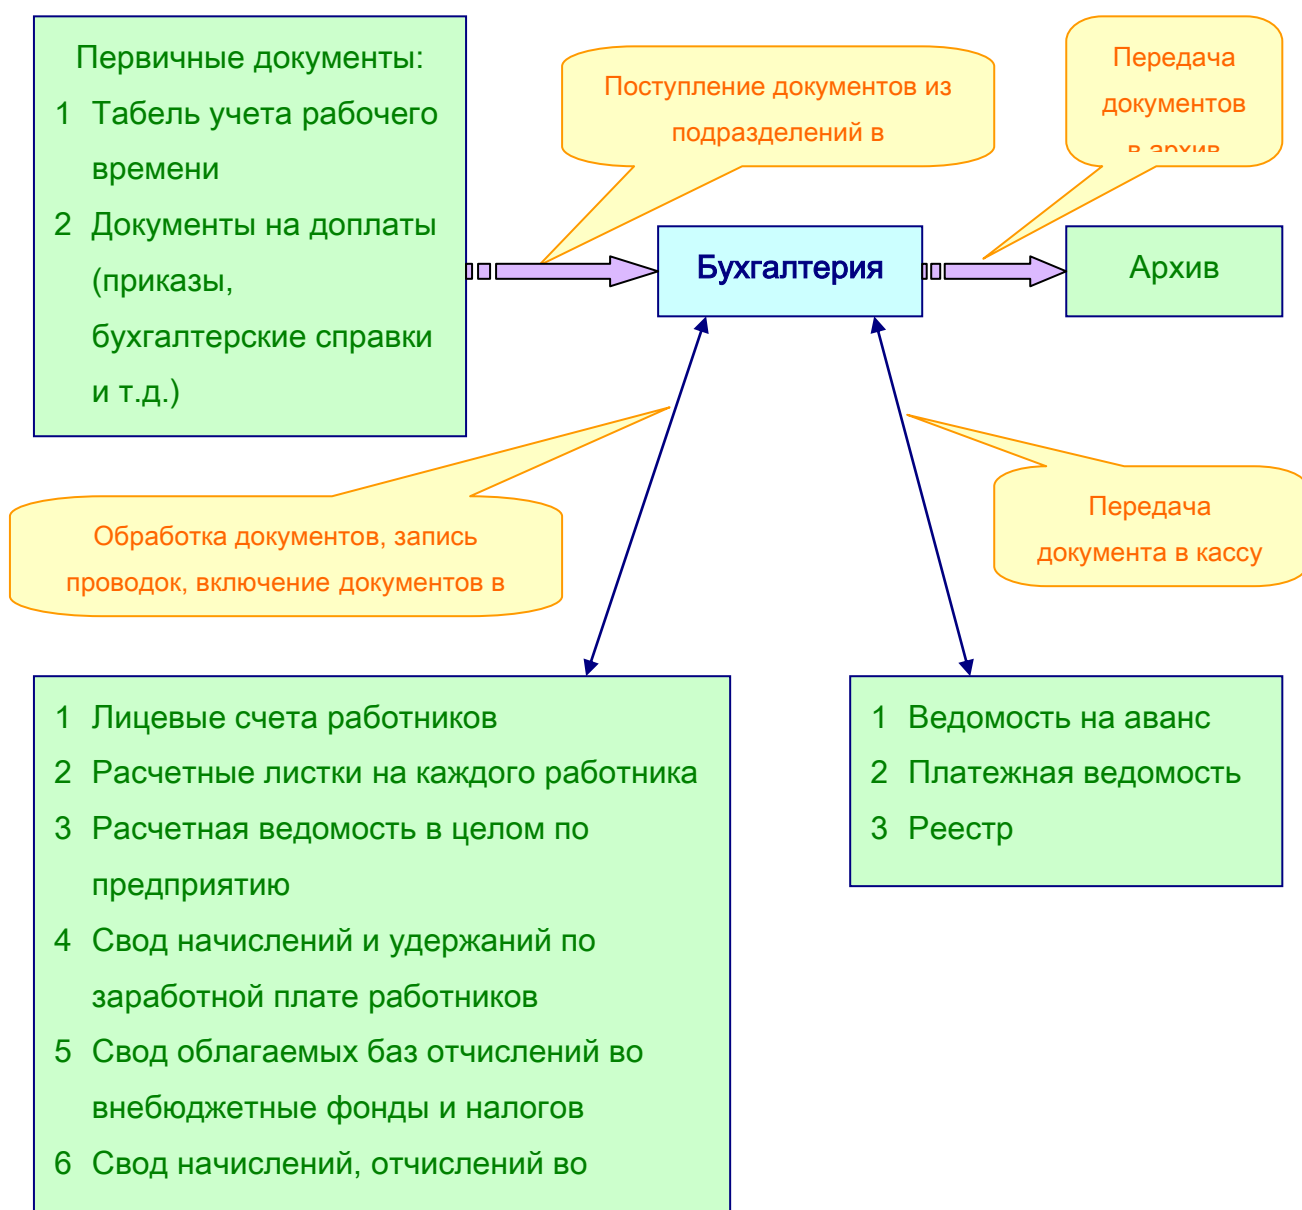 Первичные документы:
1 Табель учета рабочего
времени
2 Документы на доплаты
(приказы,
бухгалтерские справки
и т.д.)
Поступление документов из
подразделений в
Передача
документов
в архив
Бухгалтерия
Архив
Обработка документов, запись
проводок, включение документов в
Передача
документа в кассу
1 Лицевые счета работников
2 Расчетные листки на каждого работника
3 Расчетная ведомость в целом по
предприятию
4 Свод начислений и удержаний по
заработной плате работников
5 Свод облагаемых баз отчислений во
внебюджетные фонды и налогов
6 Свод начислений, отчислений во
1 Ведомость на аванс
2 Платежная ведомость
3 Реестр